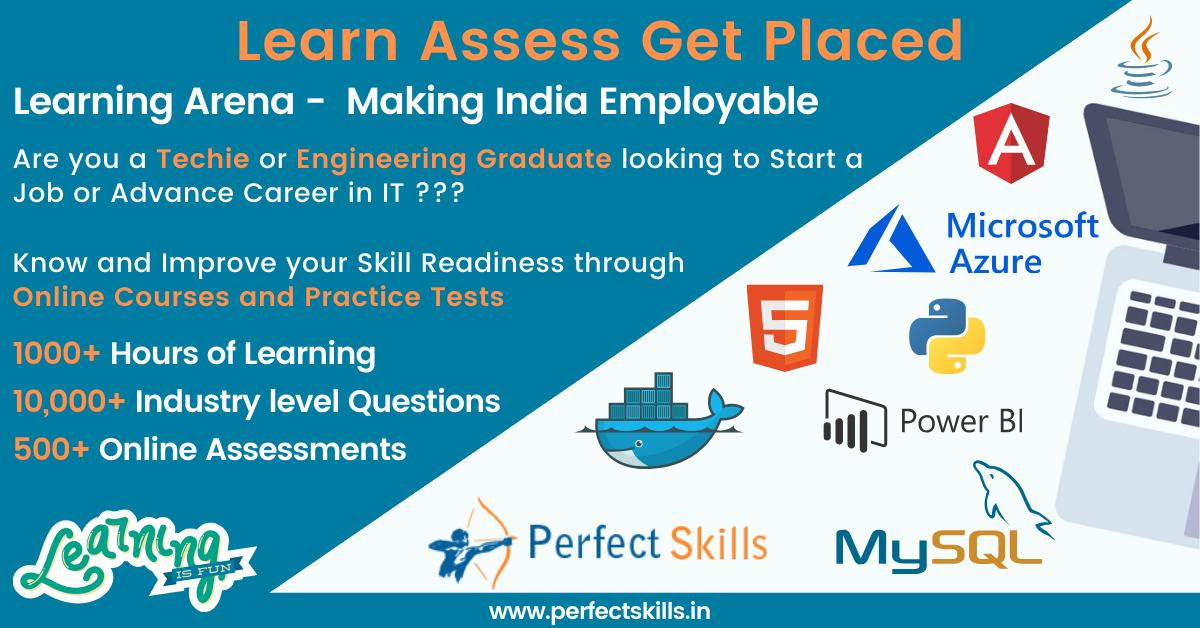 Learn Assess Get Placed
Learning Arena - Making India Employable
Are you a Techie or Engineering Graduate looking to Start a
Job or Advance Career in IT ???
Know and Improve your Skill Readiness through
Online Courses and Practice Tests
1000+ Hours of Learning
10,000+ Industry level Questions
500+ Online Assessments
A
Microsoft
Azure
5
Power BI
MySQL
Perfect Skills
Learning
IS FUN
www.perfectskills.in